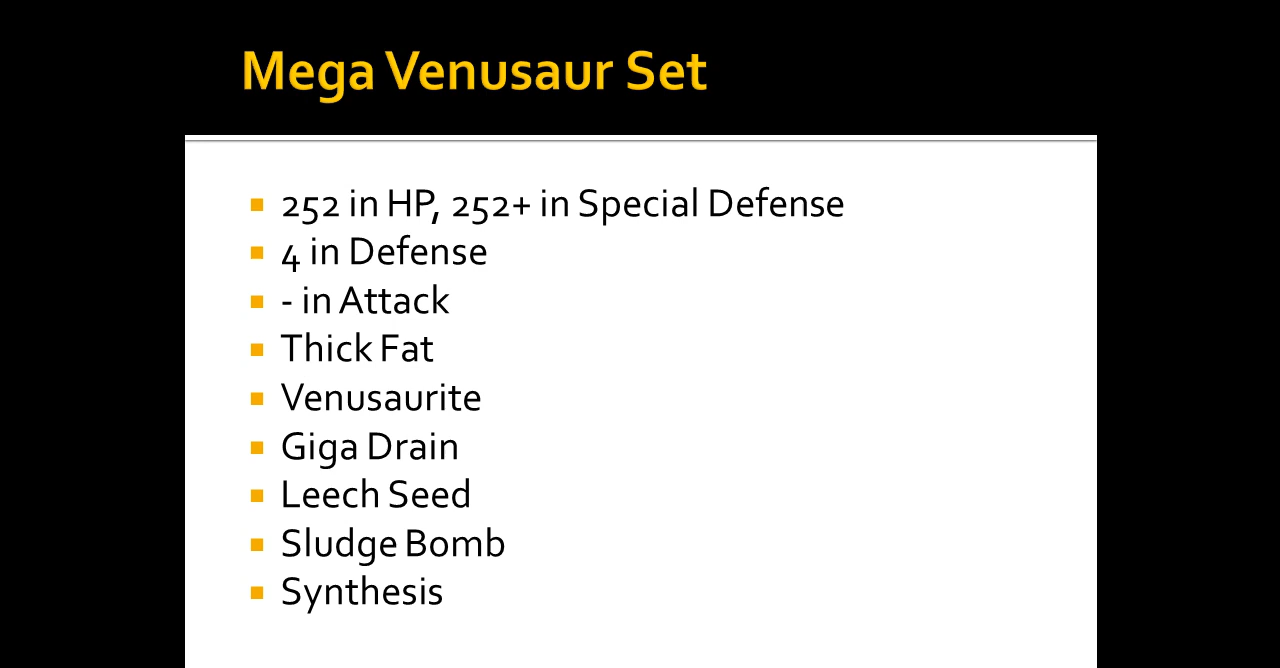 Mega Venusaur Set
252 in HP, 252+ in Special Defense
4 in Defense
- in Attack
Thick Fat
Venusaurite
Giga Drain
Leech Seed
Sludge Bomb
Synthesis